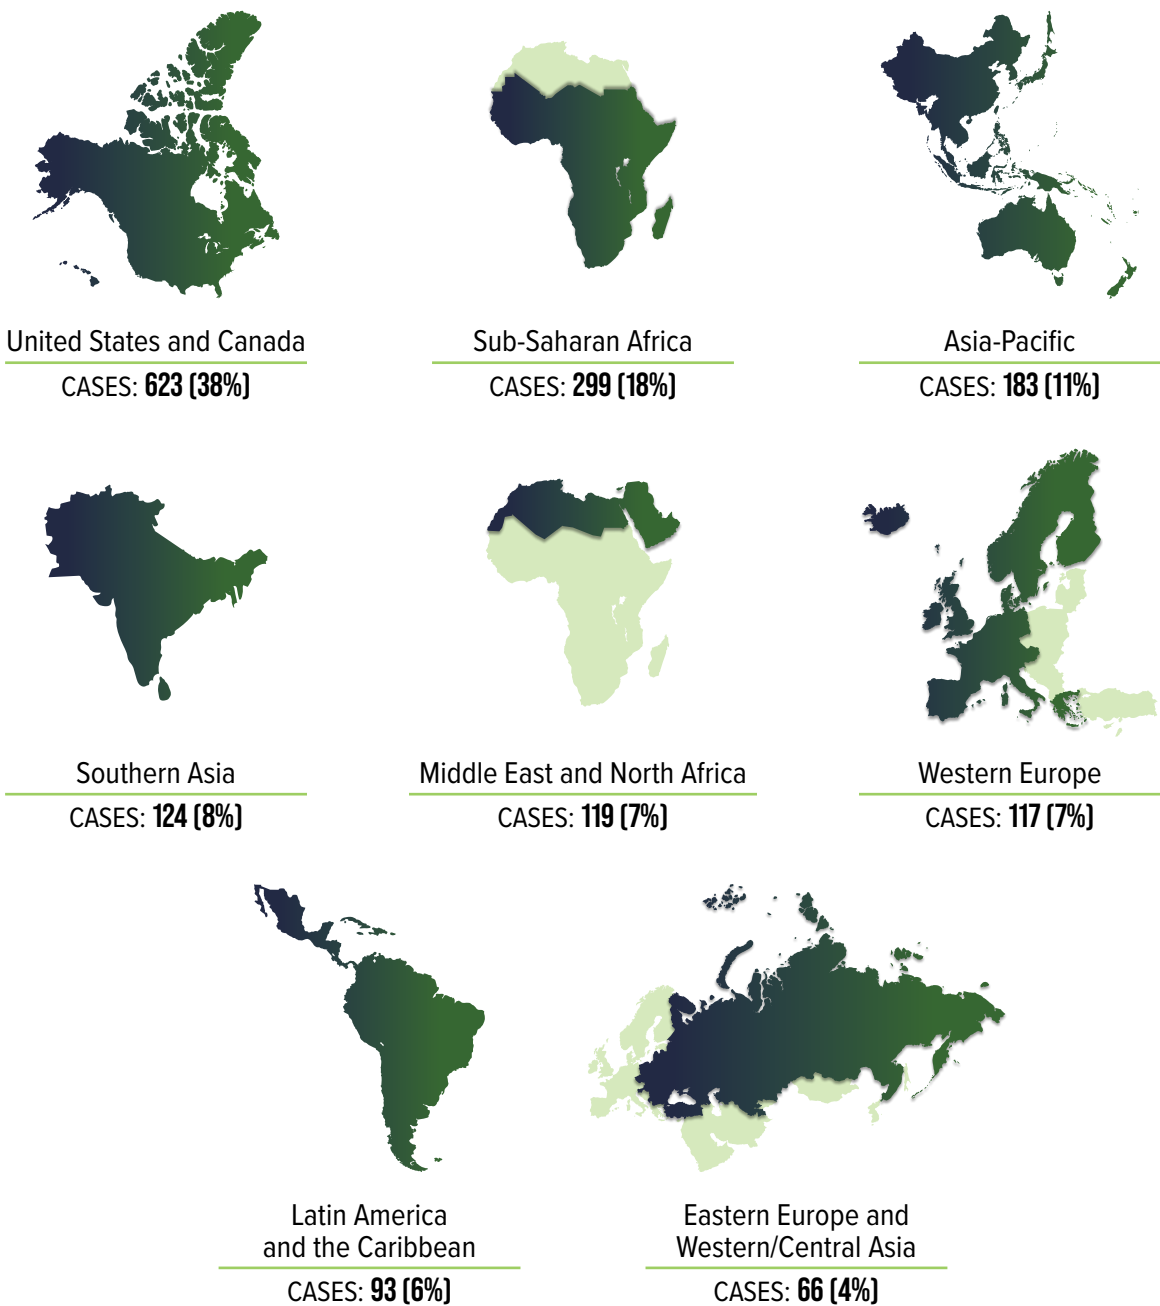 United States and Canada
CASES: 623 (38%)
Sub-Saharan Africa
CASES: 299 (18%)
Asia-Pacific
CASES: 183 (11%)
Southern Asia
CASES: 124 (8%)
Middle East and North Africa
CASES: 119 (7%)
Western Europe
CASES: 117 (7%)
Latin America
and the Caribbean
CASES: 93 (6%)
Eastern Europe and
Western/Central Asia
CASES: 66 (4%)